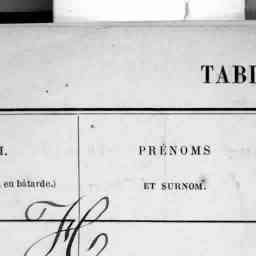 TABI
I. PRÉNOMS
en bâtarde.) ET SURNOM.
H